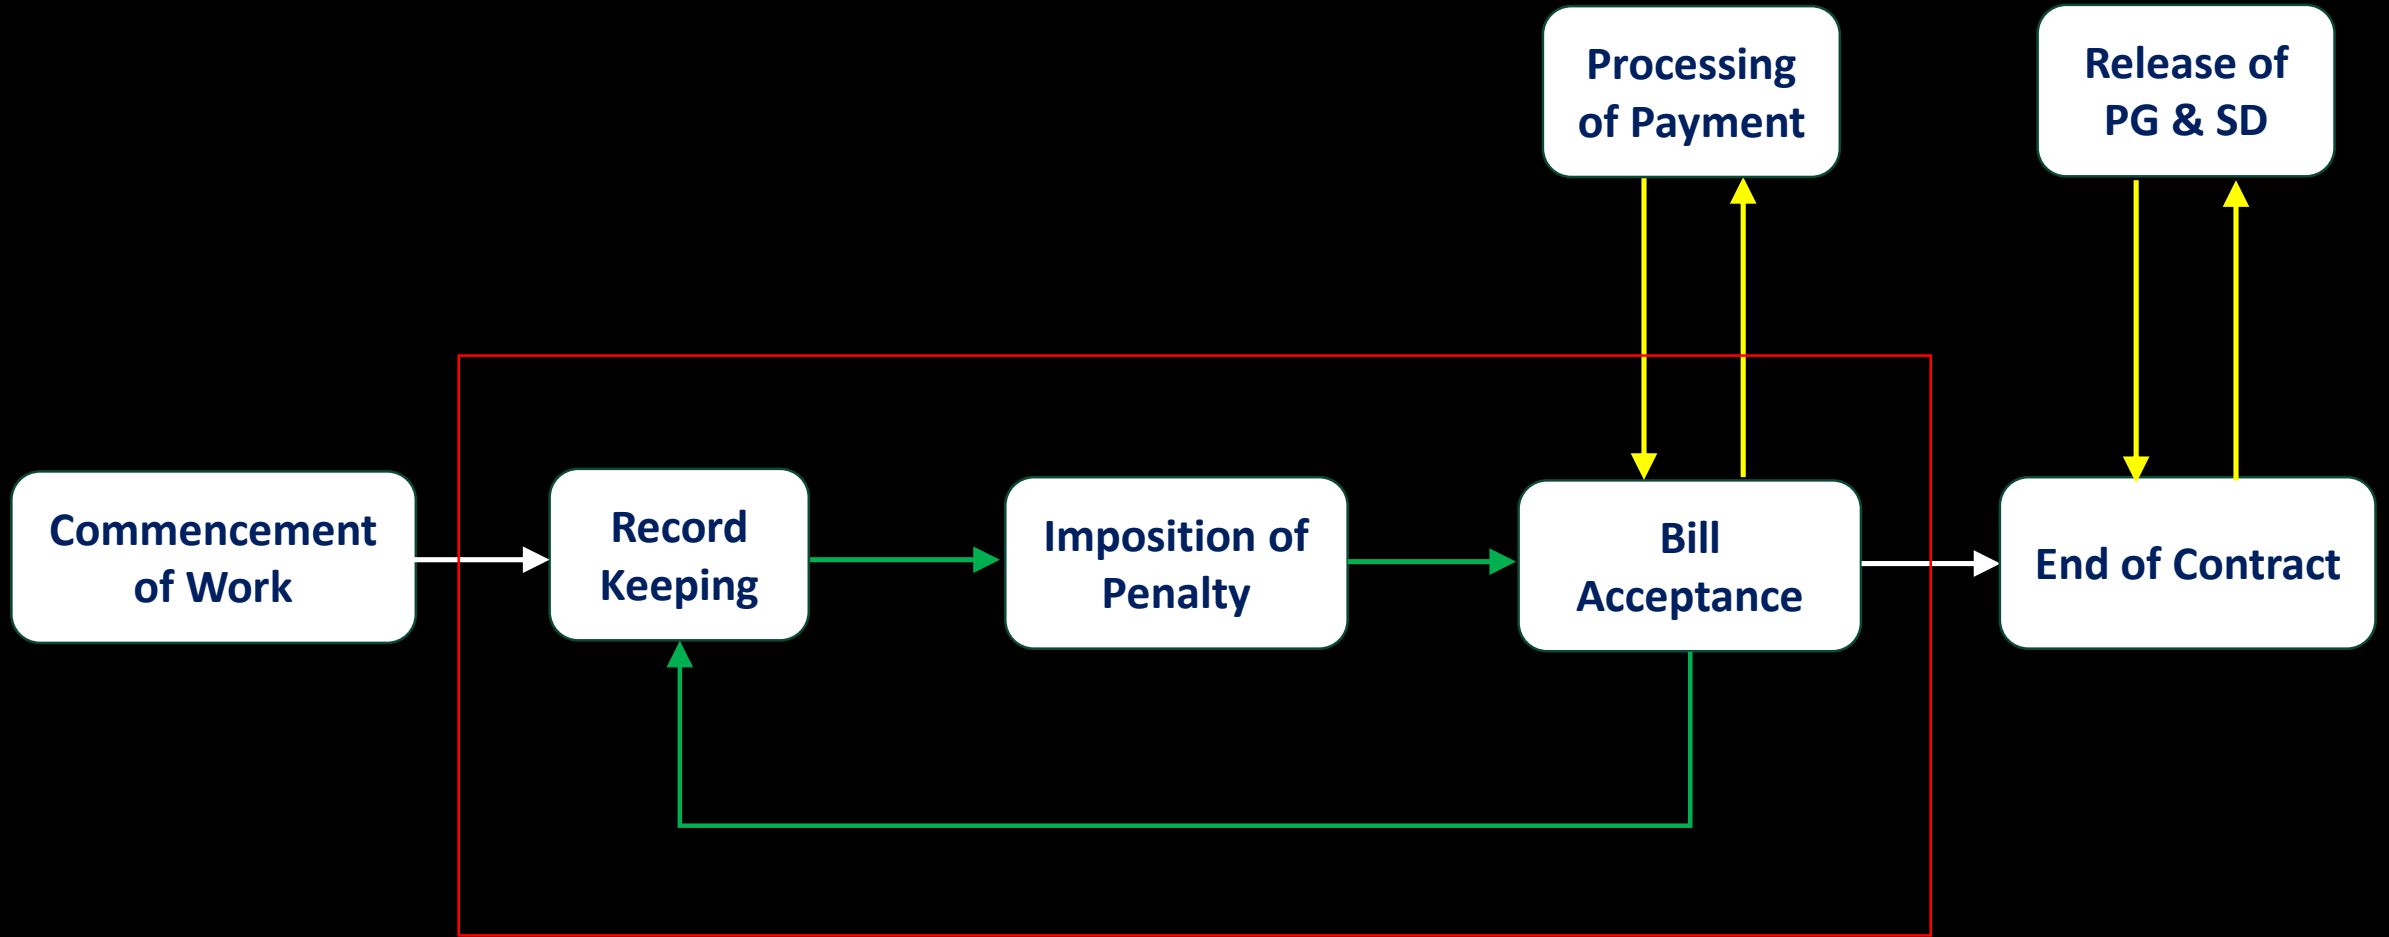 Processing
of Payment
Release of
PG & SD
Commencement
of Work
Record
Keeping
Imposition of
Penalty
Bill
Acceptance
End of Contract